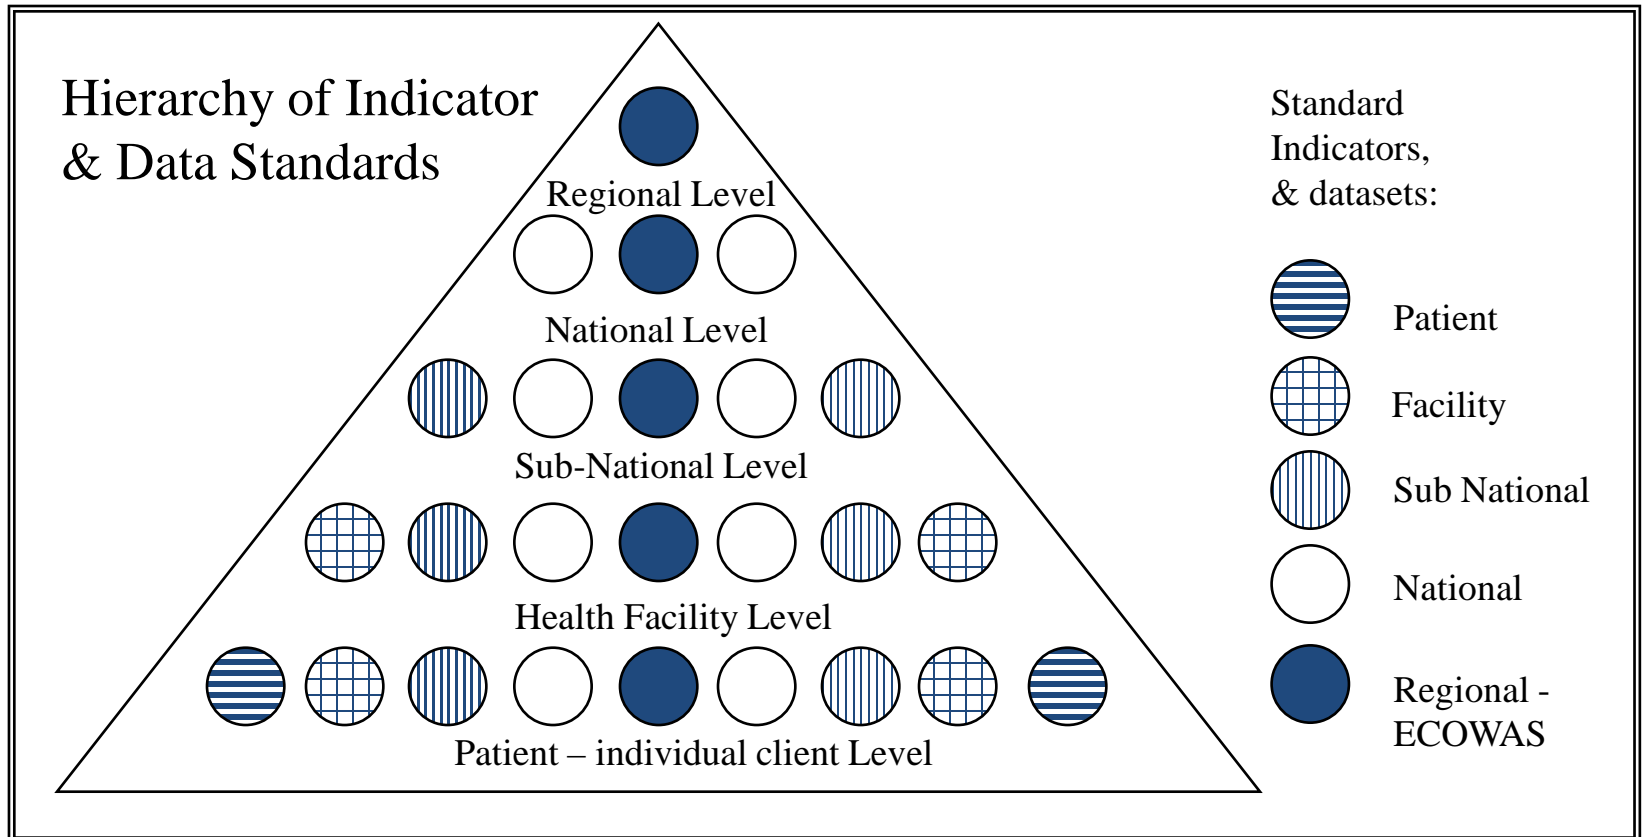 Hierarchy of Indicator
& Data Standards
Regional Level
National Level
Sub-National Level
Health Facility Level
Patient – individual client Level
Standard
Indicators,
& datasets:
Patient
Facility
Sub National
National
Regional -
ECOWAS